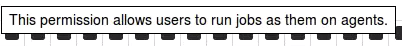 This permission allows users to run jobs as them on agents.